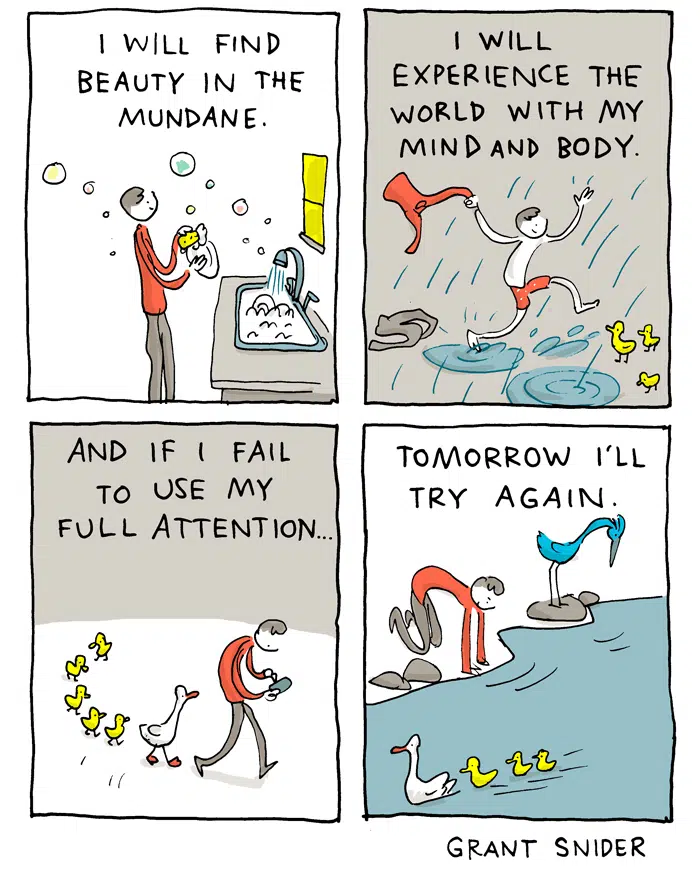 I WILL FIND
BEAUTY IN THE
MUNDANE.
I WILL
EXPERIENCE THE
WORLD WITH MY
MIND AND BODY.
AND IF I FAIL
TO USE MY
FULL ATTENTION...
TOMORROW I'LL
TRY AGAIN.
GRANT SNIDER